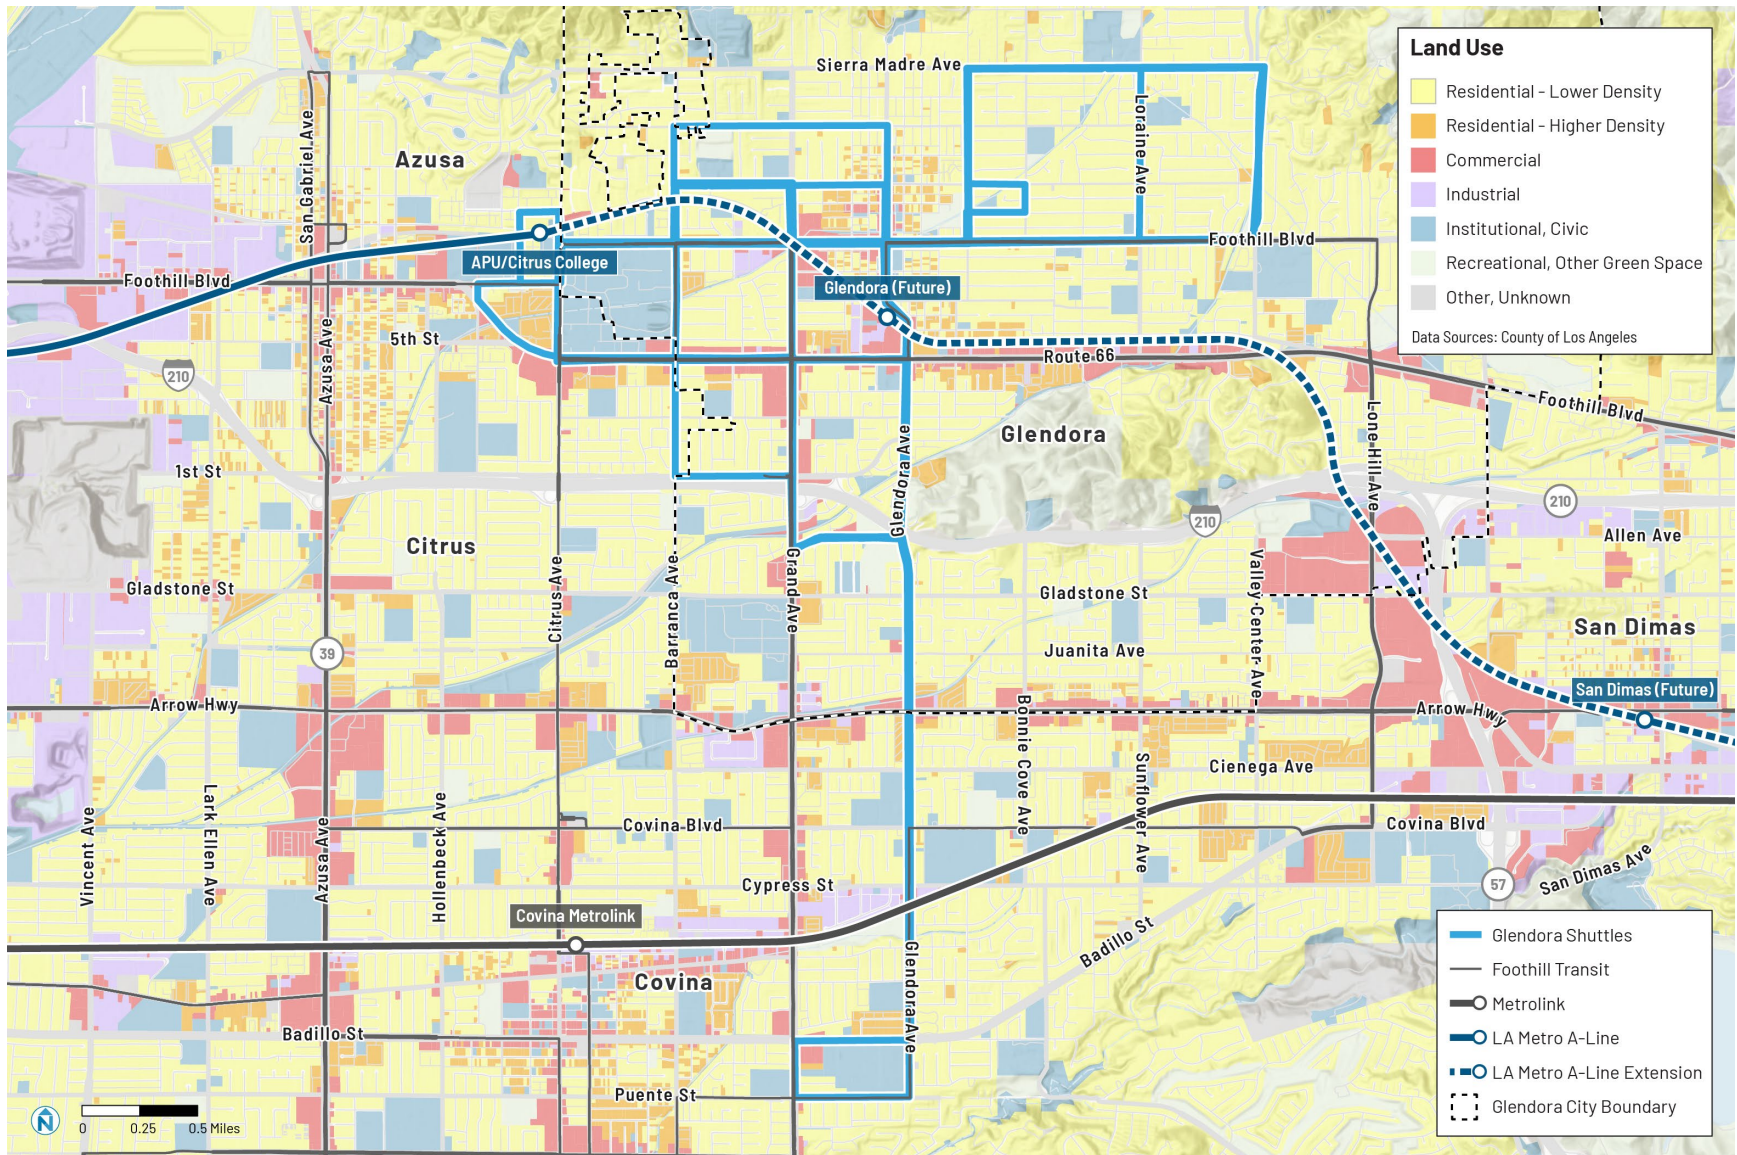 Sierra Madre Ave
Land Use
Residential - Lower Density
Residential - Higher Density
Commercial
Industrial
Institutional, Civic
Recreational, Other Green Space
Other, Unknown
Data Sources: County of Los Angeles
San Gabriel Ave
Azusa
Loraine Ave
Foothill Blvd
APU/Citrus College
Foothill Blvd
Glendora (Future)
5th St
Azusa Ave
Route 66
210
Foothill Blvd
Lone Hill Ave
Glendora
Glendora Ave
1st St
210
210
Citrus
Allen Ave
Gladstone St
Citrus Ave
Barranca Ave
Grand Ave
Gladstone St
Valley Center Ave
San Dimas
39
Juanita Ave
San Dimas (Future)
Arrow Hwy
Arrow Hwy
Bonnie Cove Ave
Sunflower Ave
Cienega Ave
Vincent Ave
Lark Ellen Ave
Azusa Ave
Hollenbeck Ave
Covina Blvd
Covina Blvd
Cypress St
San Dimas Ave
57
Covina Metrolink
Badillo St
Glendora Ave
Covina
Badillo St
Puente St
Glendora Shuttles
Foothill Transit
Metrolink
LA Metro A-Line
LA Metro A-Line Extension
Glendora City Boundary
N
0 0.25 0.5 Miles